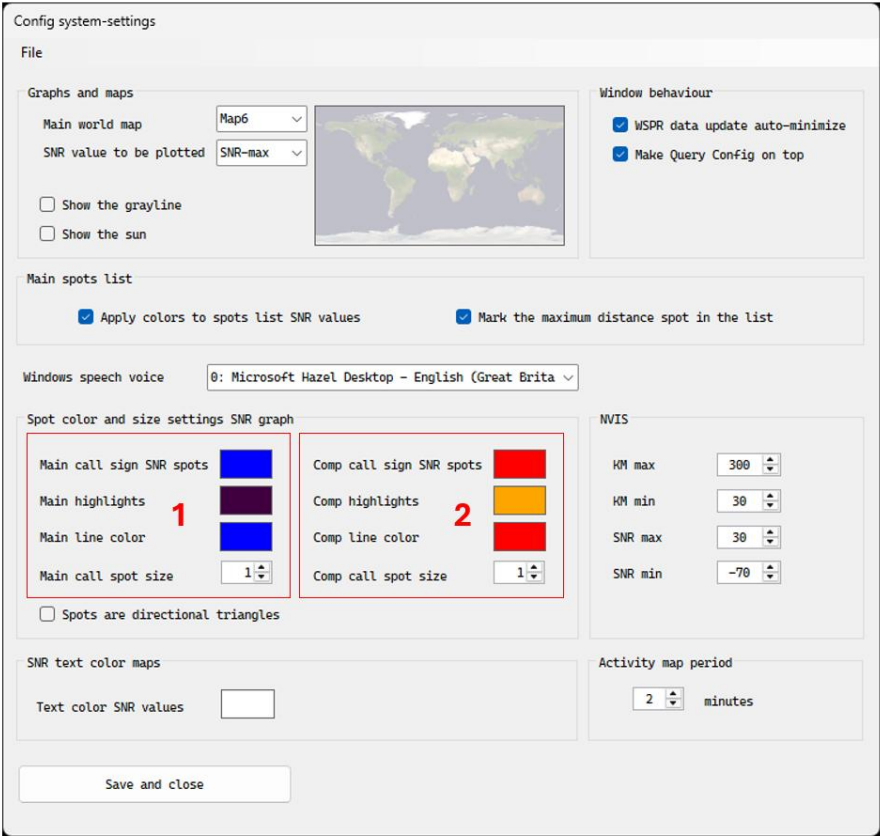 Config system-settings
File
Graphs and maps
Main world map
Map6
SNR value to be plotted
SNR-max
Show the grayline
Show the sun
Window behaviour
WSPR data update auto-minimize
Make Query Config on top
Main spots list
Apply colors to spots list SNR values
Mark the maximum distance spot in the list
Windows speech voice
0: Microsoft Hazel Desktop - English (Great Brita
Spot color and size settings SNR graph
Main call sign SNR spots
Main highlights
1
Main line color
Main call spot size
1
Comp call sign SNR spots
Comp highlights
2
Comp line color
Comp call spot size
1
Spots are directional triangles
NVIS
KM max
300
KM min
30
SNR max
30
SNR min
-70
SNR text color maps
Text color SNR values
Activity map period
2 minutes
Save and close